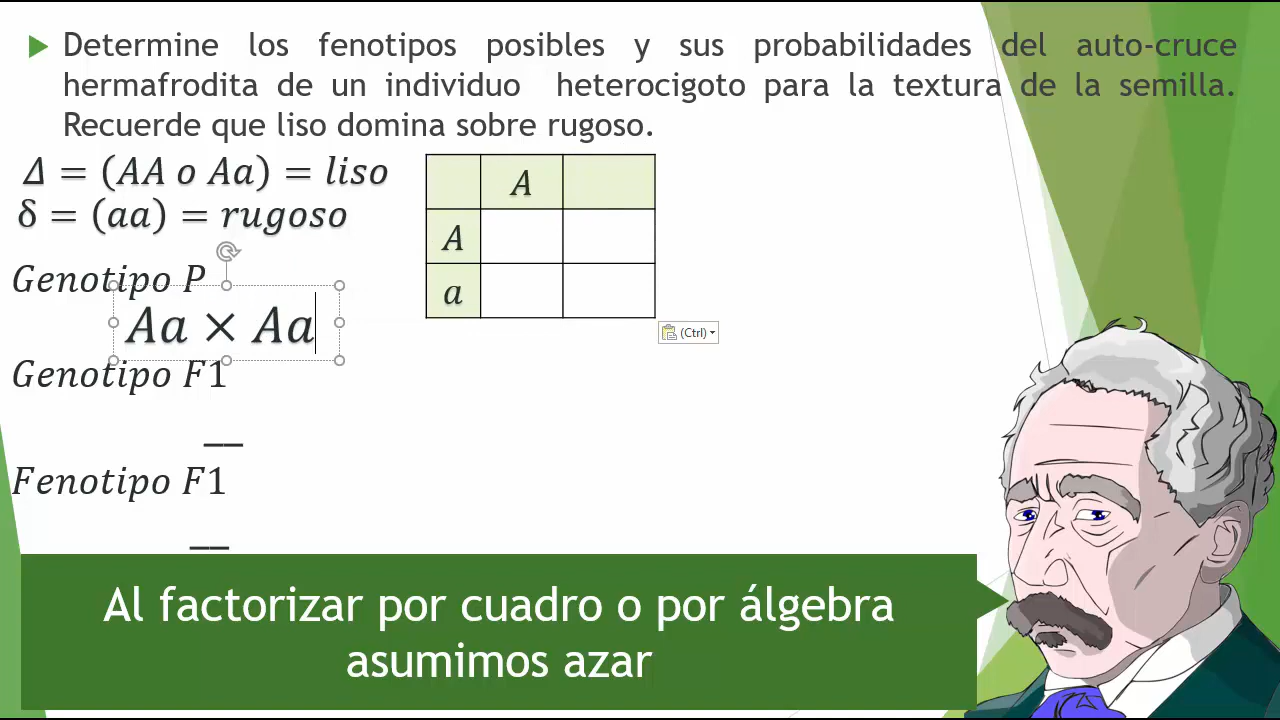 Determine los fenotipos posibles y sus probabilidades del auto-cruce
hermafrodita de un individuo heterocigoto para la textura de la semilla.
Recuerde que liso domina sobre rugoso.
Δ = (AA o Aa) = liso
δ = (aa) = rugoso
Genotipo P
Aa × Aa
Genotipo F1
__
Fenotipo F1
__
A
A
a
(Ctrl)
Al factorizar por cuadro o por álgebra
asumimos azar